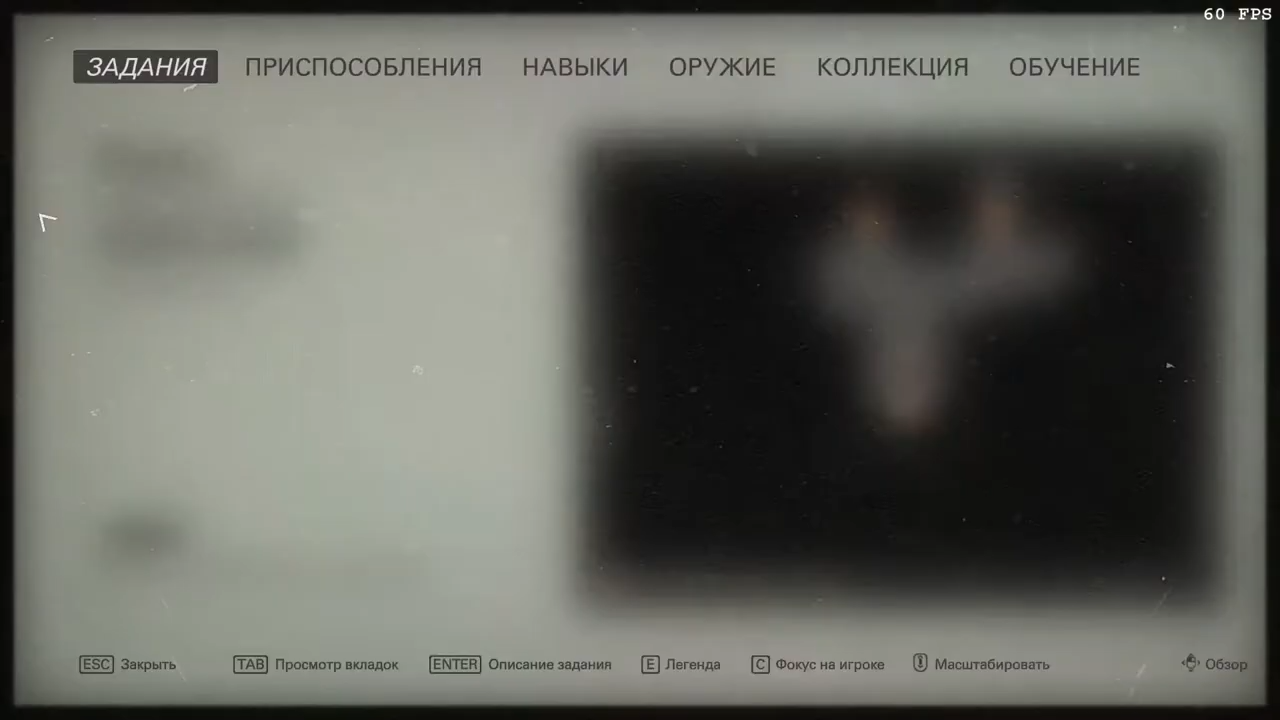 60 FPS
ЗАДАНИЯ ПРИСПОСОБЛЕНИЯ НАВЫКИ ОРУЖИЕ КОЛЛЕКЦИЯ ОБУЧЕНИЕ
ESC Закрыть TAB Просмотр вкладок ENTER Описание задания E Легенда C Фокус на игроке Масштабировать Обзор